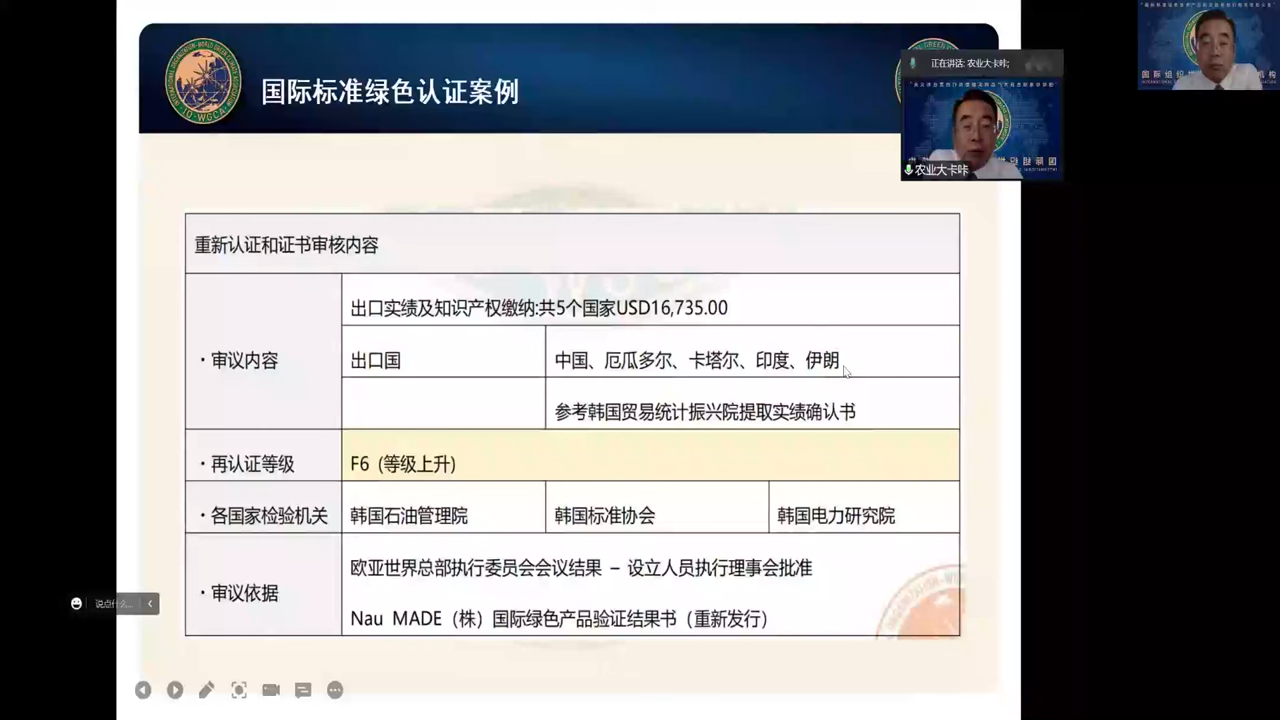 国际标准绿色认证案例
正在讲话: 农业大卡咔;
农业大卡咔
重新认证和证书审核内容
·审议内容
出口实绩及知识产权缴纳:共5个国家USD16,735.00
出口国
中国、厄瓜多尔、卡塔尔、印度、伊朗
参考韩国贸易统计振兴院提取实绩确认书
·再认证等级
F6 (等级上升)
·各国家检验机关
韩国石油管理院
韩国标准协会
韩国电力研究院
·审议依据
欧亚世界总部执行委员会会议结果 – 设立人员执行理事会批准
Nau MADE（株）国际绿色产品验证结果书（重新发行）
说点什么...